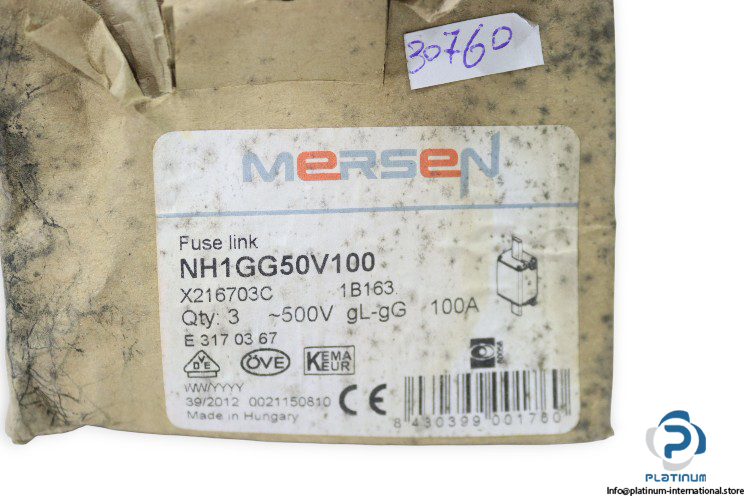 30760
MERSEN
Fuse link
NH1GG50V100
X216703C 1B163
Qty: 3 ~500V gL-gG 100A
E 317 03 67
VDE ÖVE KEMA KEUR
WW/YYYY
39/2012 0021150810
Made in Hungary
CE
8 430399 001760
PLATINUM
Info@platinum-international.store